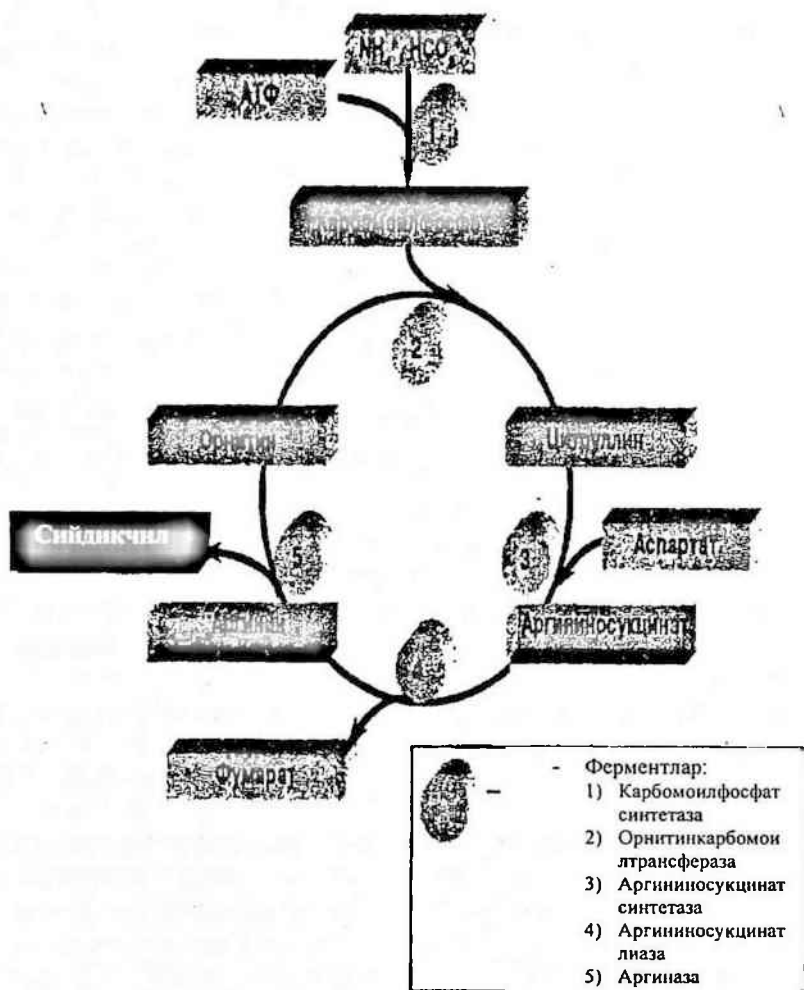 NH HCO
АТФ
1
2
Орнитин
Цитруллин
Сийдикчил
5
3
Аспартат
Аргининосукцинат
4
Фумарат
- - Ферментлар:
1) Карбомоилфосфат
синтетаза
2) Орнитинкарбомои
лтрансфераза
3) Аргининосукцинат
синтетаза
4) Аргининосукцинат
лиаза
5) Аргиназа